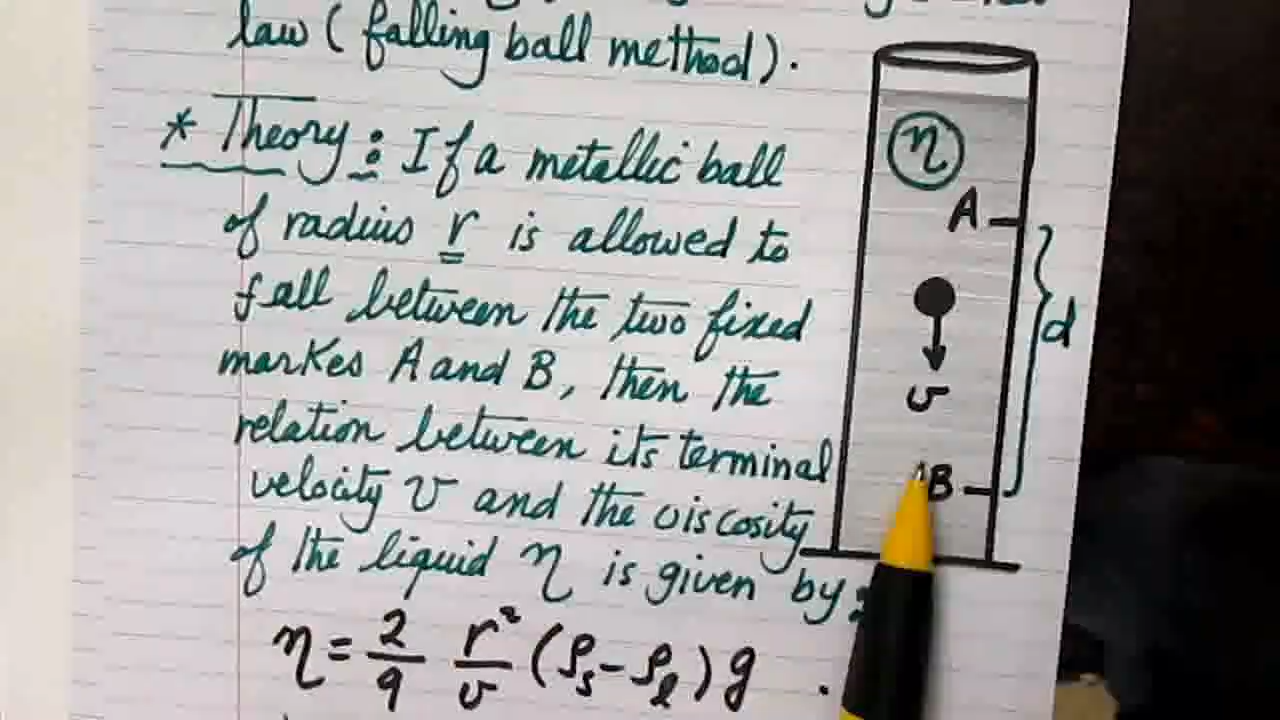 law (falling ball method).
* Theory: If a metallic ball
of radius r is allowed to
fall between the two fixed
markes A and B, then the
relation between its terminal
velocity v and the viscosity
of the liquid η is given by:
η = 2/9 r²/v (ρs - ρl) g .
η
A
d
v
B